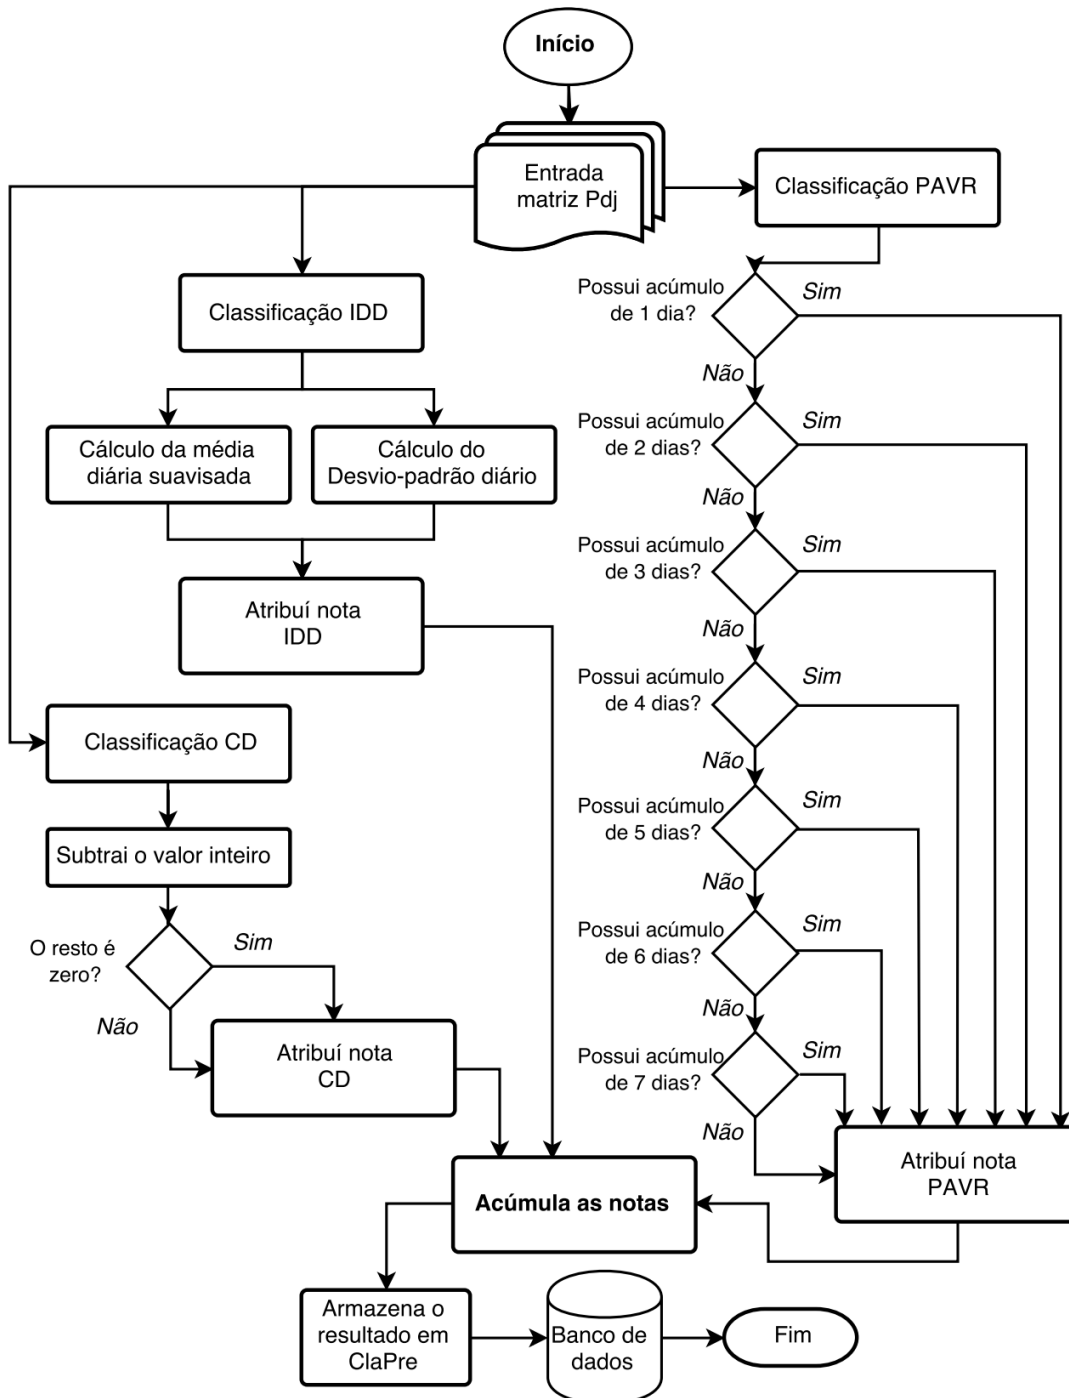 Início
Entrada
matriz Pdj
Classificação PAVR
Classificação IDD
Cálculo da média
diária suavisada
Cálculo do
Desvio-padrão diário
Atribuí nota
IDD
Classificação CD
Subtrai o valor inteiro
O resto é
zero?
Sim
Não
Atribuí nota
CD
Possui acúmulo
de 1 dia?
Sim
Não
Possui acúmulo
de 2 dias?
Sim
Não
Possui acúmulo
de 3 dias?
Sim
Não
Possui acúmulo
de 4 dias?
Sim
Não
Possui acúmulo
de 5 dias?
Sim
Não
Possui acúmulo
de 6 dias?
Sim
Não
Possui acúmulo
de 7 dias?
Sim
Não
Atribuí nota
PAVR
Acúmula as notas
Armazena o
resultado em
ClaPre
Banco de
dados
Fim